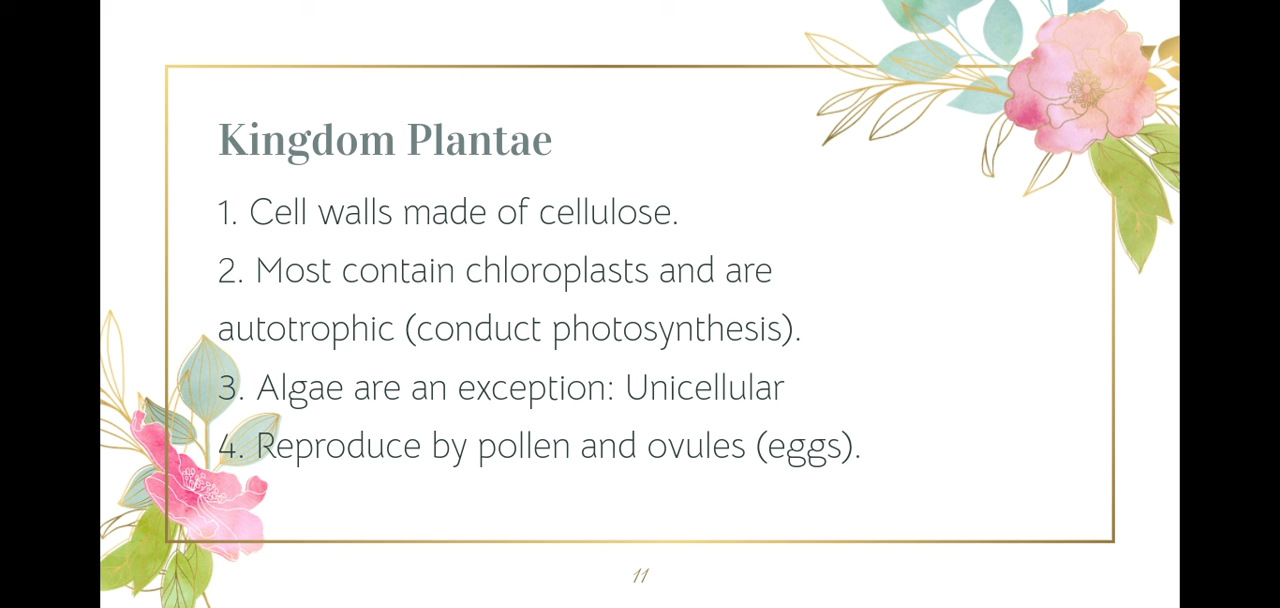 Kingdom Plantae
1. Cell walls made of cellulose.
2. Most contain chloroplasts and are
autotrophic (conduct photosynthesis).
3. Algae are an exception: Unicellular
4. Reproduce by pollen and ovules (eggs).
11